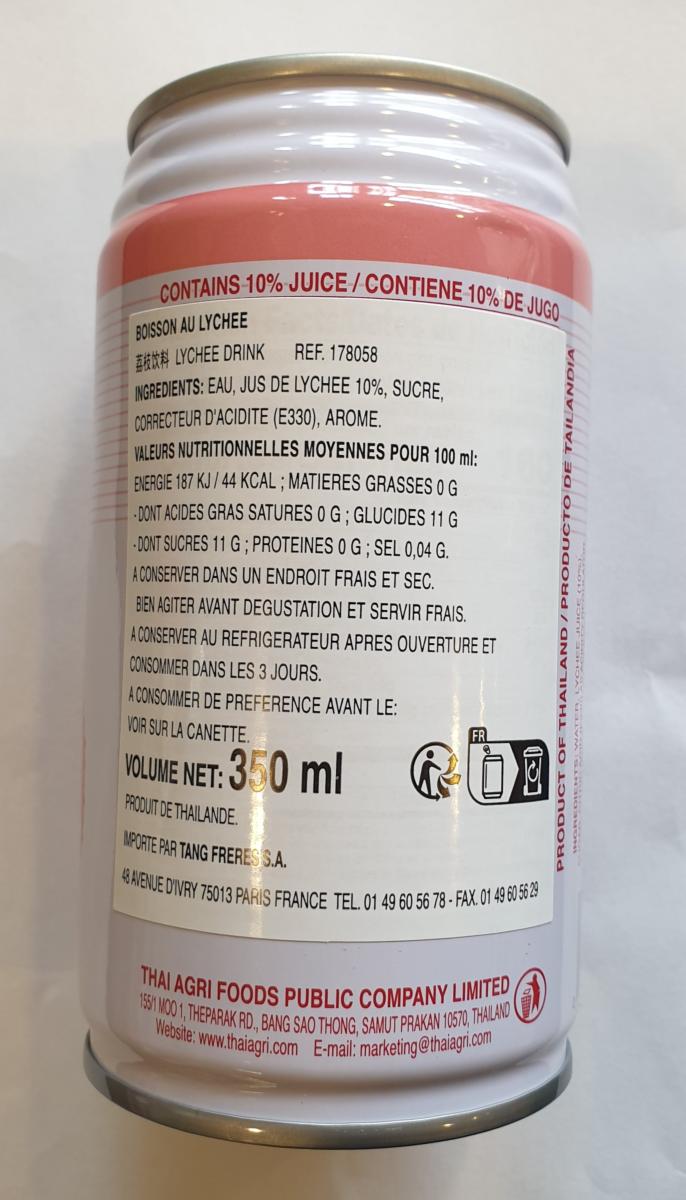 CONTAINS 10% JUICE / CONTIENE 10% DE JUGO
BOISSON AU LYCHEE
荔枝饮料 LYCHEE DRINK REF. 178058
INGREDIENTS: EAU, JUS DE LYCHEE 10%, SUCRE,
CORRECTEUR D'ACIDITE (E330), AROME.
VALEURS NUTRITIONNELLES MOYENNES POUR 100 ml:
ENERGIE 187 KJ / 44 KCAL ; MATIERES GRASSES 0 G
- DONT ACIDES GRAS SATURES 0 G ; GLUCIDES 11 G
- DONT SUCRES 11 G ; PROTEINES 0 G ; SEL 0,04 G.
A CONSERVER DANS UN ENDROIT FRAIS ET SEC.
BIEN AGITER AVANT DEGUSTATION ET SERVIR FRAIS.
A CONSERVER AU REFRIGERATEUR APRES OUVERTURE ET
CONSOMMER DANS LES 3 JOURS.
A CONSOMMER DE PREFERENCE AVANT LE:
VOIR SUR LA CANETTE.
VOLUME NET: 350 ml
FR
PRODUIT DE THAILANDE.
IMPORTE PAR TANG FRERES S.A.
48 AVENUE D'IVRY 75013 PARIS FRANCE TEL. 01 49 60 56 78 - FAX. 01 49 60 56 29
PRODUCT OF THAILAND / PRODUCTO DE TAILANDIA
INGREDIENTS: WATER, LYCHEE JUICE (10%),
THAI AGRI FOODS PUBLIC COMPANY LIMITED
155/1 MOO 1, THEPARAK RD., BANG SAO THONG, SAMUT PRAKAN 10570, THAILAND
Website: www.thaiagri.com E-mail: marketing@thaiagri.com